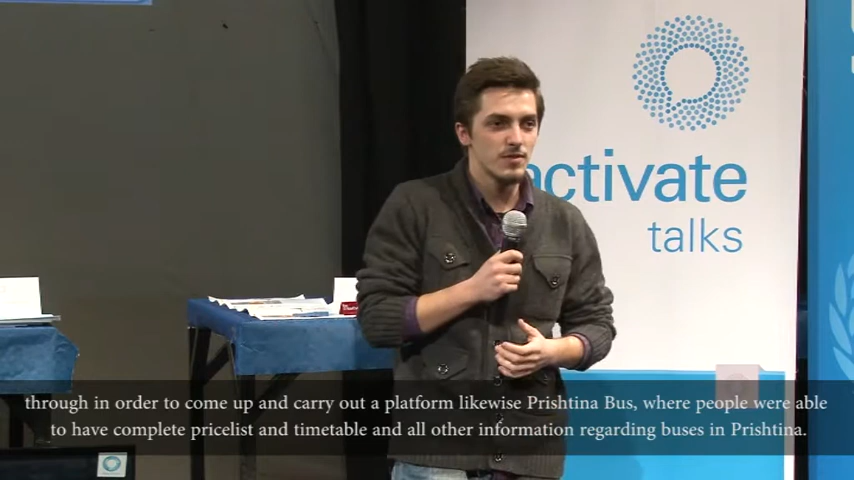 activate
talks
through in order to come up and carry out a platform likewise Prishtina Bus, where people were able
to have complete pricelist and timetable and all other information regarding buses in Prishtina.